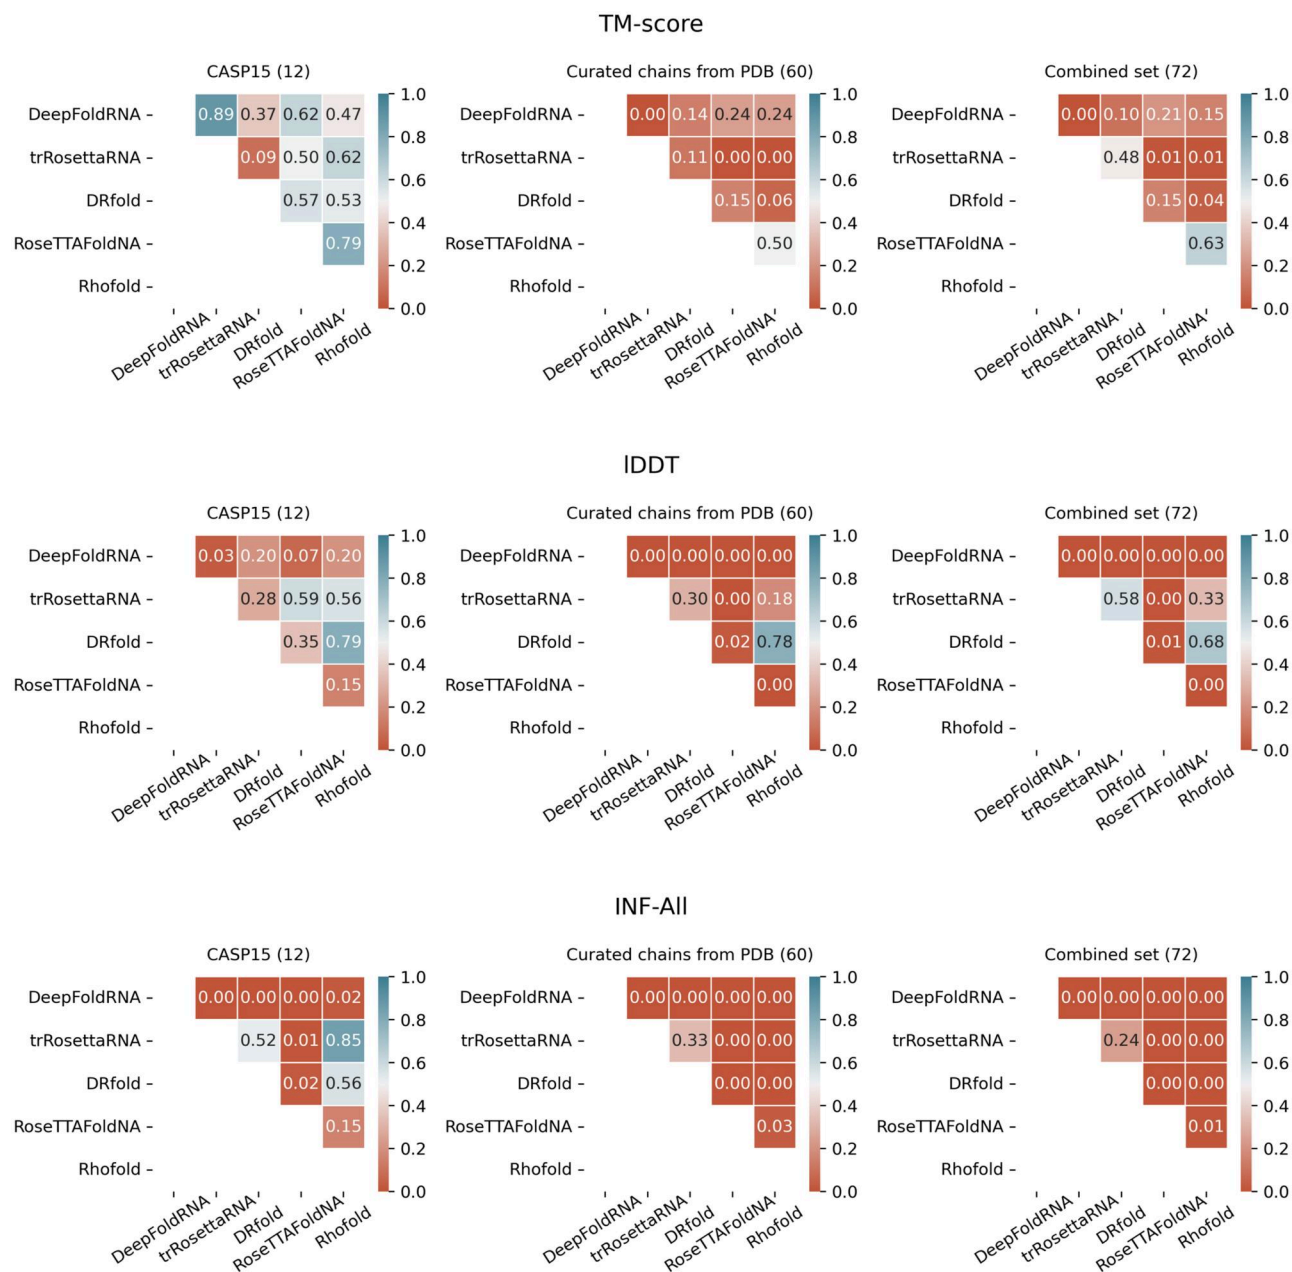 TM-score
CASP15 (12)
DeepFoldRNA
trRosettaRNA
DRfold
RoseTTAFoldNA
Rhofold
0.89 0.37 0.62 0.47
0.09 0.50 0.62
0.57 0.53
0.79
1.0
0.8
0.6
0.4
0.2
0.0
DeepFoldRNA
trRosettaRNA
DRfold
RoseTTAFoldNA
Rhofold
Curated chains from PDB (60)
DeepFoldRNA
trRosettaRNA
DRfold
RoseTTAFoldNA
Rhofold
0.00 0.14 0.24 0.24
0.11 0.00 0.00
0.15 0.06
0.50
1.0
0.8
0.6
0.4
0.2
0.0
DeepFoldRNA
trRosettaRNA
DRfold
RoseTTAFoldNA
Rhofold
Combined set (72)
DeepFoldRNA
trRosettaRNA
DRfold
RoseTTAFoldNA
Rhofold
0.00 0.10 0.21 0.15
0.48 0.01 0.01
0.15 0.04
0.63
1.0
0.8
0.6
0.4
0.2
0.0
DeepFoldRNA
trRosettaRNA
DRfold
RoseTTAFoldNA
Rhofold
lDDT
CASP15 (12)
DeepFoldRNA
trRosettaRNA
DRfold
RoseTTAFoldNA
Rhofold
0.03 0.20 0.07 0.20
0.28 0.59 0.56
0.35 0.79
0.15
1.0
0.8
0.6
0.4
0.2
0.0
DeepFoldRNA
trRosettaRNA
DRfold
RoseTTAFoldNA
Rhofold
Curated chains from PDB (60)
DeepFoldRNA
trRosettaRNA
DRfold
RoseTTAFoldNA
Rhofold
0.00 0.00 0.00 0.00
0.30 0.00 0.18
0.02 0.78
0.00
1.0
0.8
0.6
0.4
0.2
0.0
DeepFoldRNA
trRosettaRNA
DRfold
RoseTTAFoldNA
Rhofold
Combined set (72)
DeepFoldRNA
trRosettaRNA
DRfold
RoseTTAFoldNA
Rhofold
0.00 0.00 0.00 0.00
0.58 0.00 0.33
0.01 0.68
0.00
1.0
0.8
0.6
0.4
0.2
0.0
DeepFoldRNA
trRosettaRNA
DRfold
RoseTTAFoldNA
Rhofold
INF-All
CASP15 (12)
DeepFoldRNA
trRosettaRNA
DRfold
RoseTTAFoldNA
Rhofold
0.00 0.00 0.00 0.02
0.52 0.01 0.85
0.02 0.56
0.15
1.0
0.8
0.6
0.4
0.2
0.0
DeepFoldRNA
trRosettaRNA
DRfold
RoseTTAFoldNA
Rhofold
Curated chains from PDB (60)
DeepFoldRNA
trRosettaRNA
DRfold
RoseTTAFoldNA
Rhofold
0.00 0.00 0.00 0.00
0.33 0.00 0.00
0.00 0.00
0.03
1.0
0.8
0.6
0.4
0.2
0.0
DeepFoldRNA
trRosettaRNA
DRfold
RoseTTAFoldNA
Rhofold
Combined set (72)
DeepFoldRNA
trRosettaRNA
DRfold
RoseTTAFoldNA
Rhofold
0.00 0.00 0.00 0.00
0.24 0.00 0.00
0.00 0.00
0.01
1.0
0.8
0.6
0.4
0.2
0.0
DeepFoldRNA
trRosettaRNA
DRfold
RoseTTAFoldNA
Rhofold